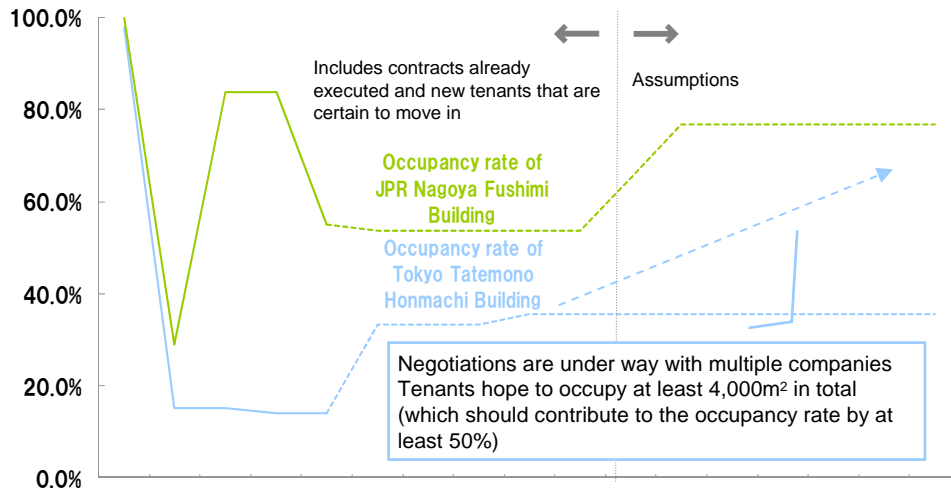 100.0%
80.0%
60.0%
40.0%
20.0%
0.0%
Includes contracts already
executed and new tenants that are
certain to move in
Assumptions
Occupancy rate of
JPR Nagoya Fushimi
Building
Occupancy rate of
Tokyo Tatemono
Honmachi Building
Negotiations are under way with multiple companies
Tenants hope to occupy at least 4,000m² in total
(which should contribute to the occupancy rate by at
least 50%)